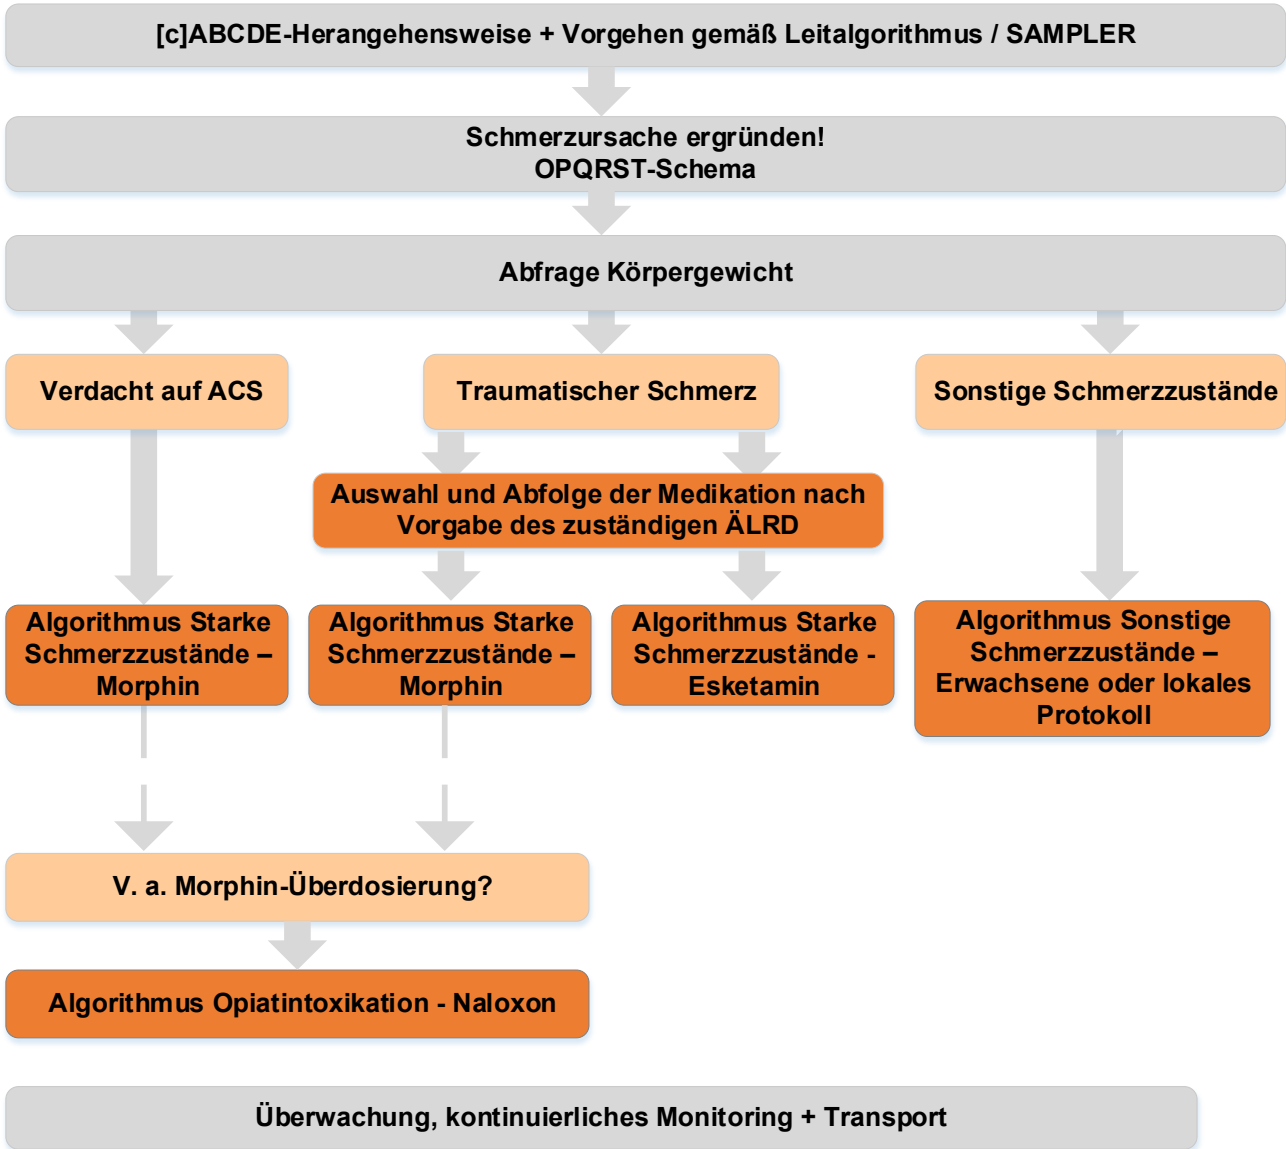 [c]ABCDE-Herangehensweise + Vorgehen gemäß Leitalgorithmus / SAMPLER
Schmerzursache ergründen!
OPQRST-Schema
Abfrage Körpergewicht
Verdacht auf ACS
Traumatischer Schmerz
Sonstige Schmerzzustände
Auswahl und Abfolge der Medikation nach
Vorgabe des zuständigen ÄLRD
Algorithmus Starke
Schmerzzustände –
Morphin
Algorithmus Starke
Schmerzzustände –
Morphin
Algorithmus Starke
Schmerzzustände -
Esketamin
Algorithmus Sonstige
Schmerzzustände –
Erwachsene oder lokales
Protokoll
V. a. Morphin-Überdosierung?
Algorithmus Opiatintoxikation - Naloxon
Überwachung, kontinuierliches Monitoring + Transport